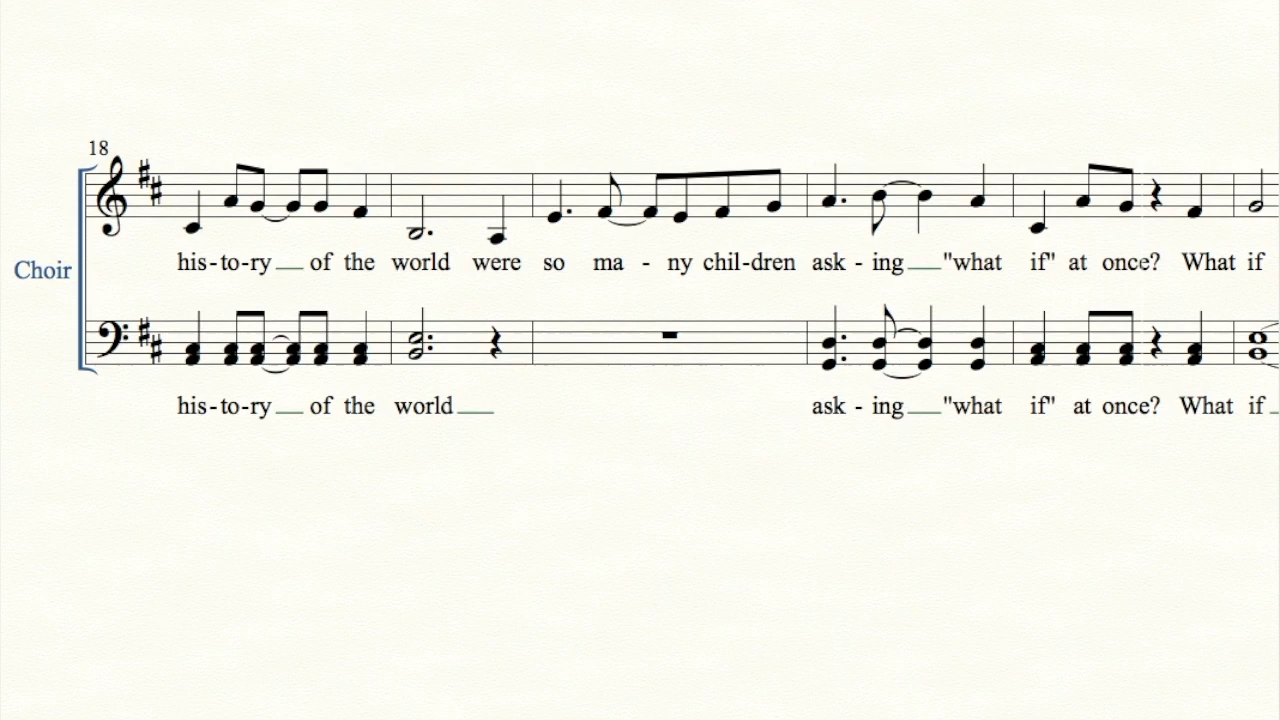 18
his-to-ry of the world were so ma - ny chil-dren ask - ing "what if" at once? What if
Choir
his-to-ry of the world ask - ing "what if" at once? What if